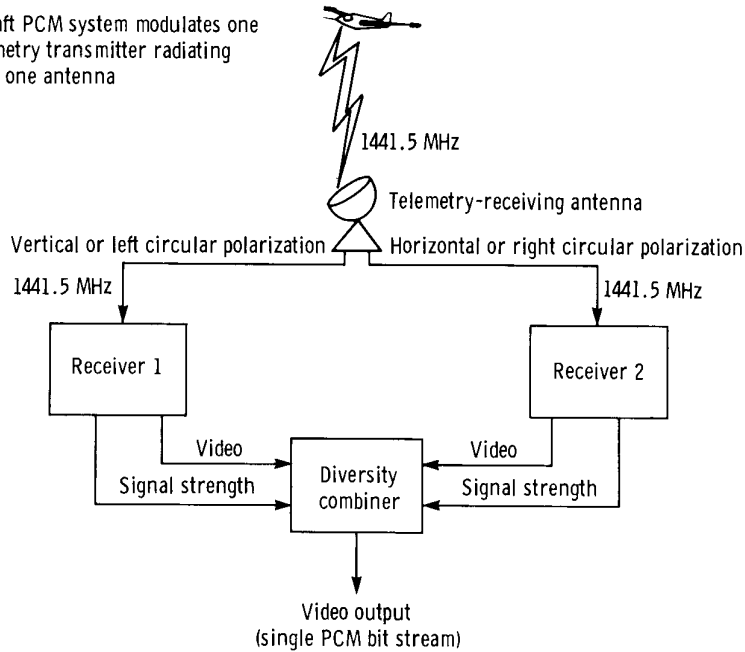 PCM system modulates one
transmitter radiating
one antenna
1441.5 MHz
Telemetry-receiving antenna
Vertical or left circular polarization
Horizontal or right circular polarization
1441.5 MHz
1441.5 MHz
Receiver 1
Receiver 2
Video
Video
Diversity
combiner
Signal strength
Signal strength
Video output
(single PCM bit stream)